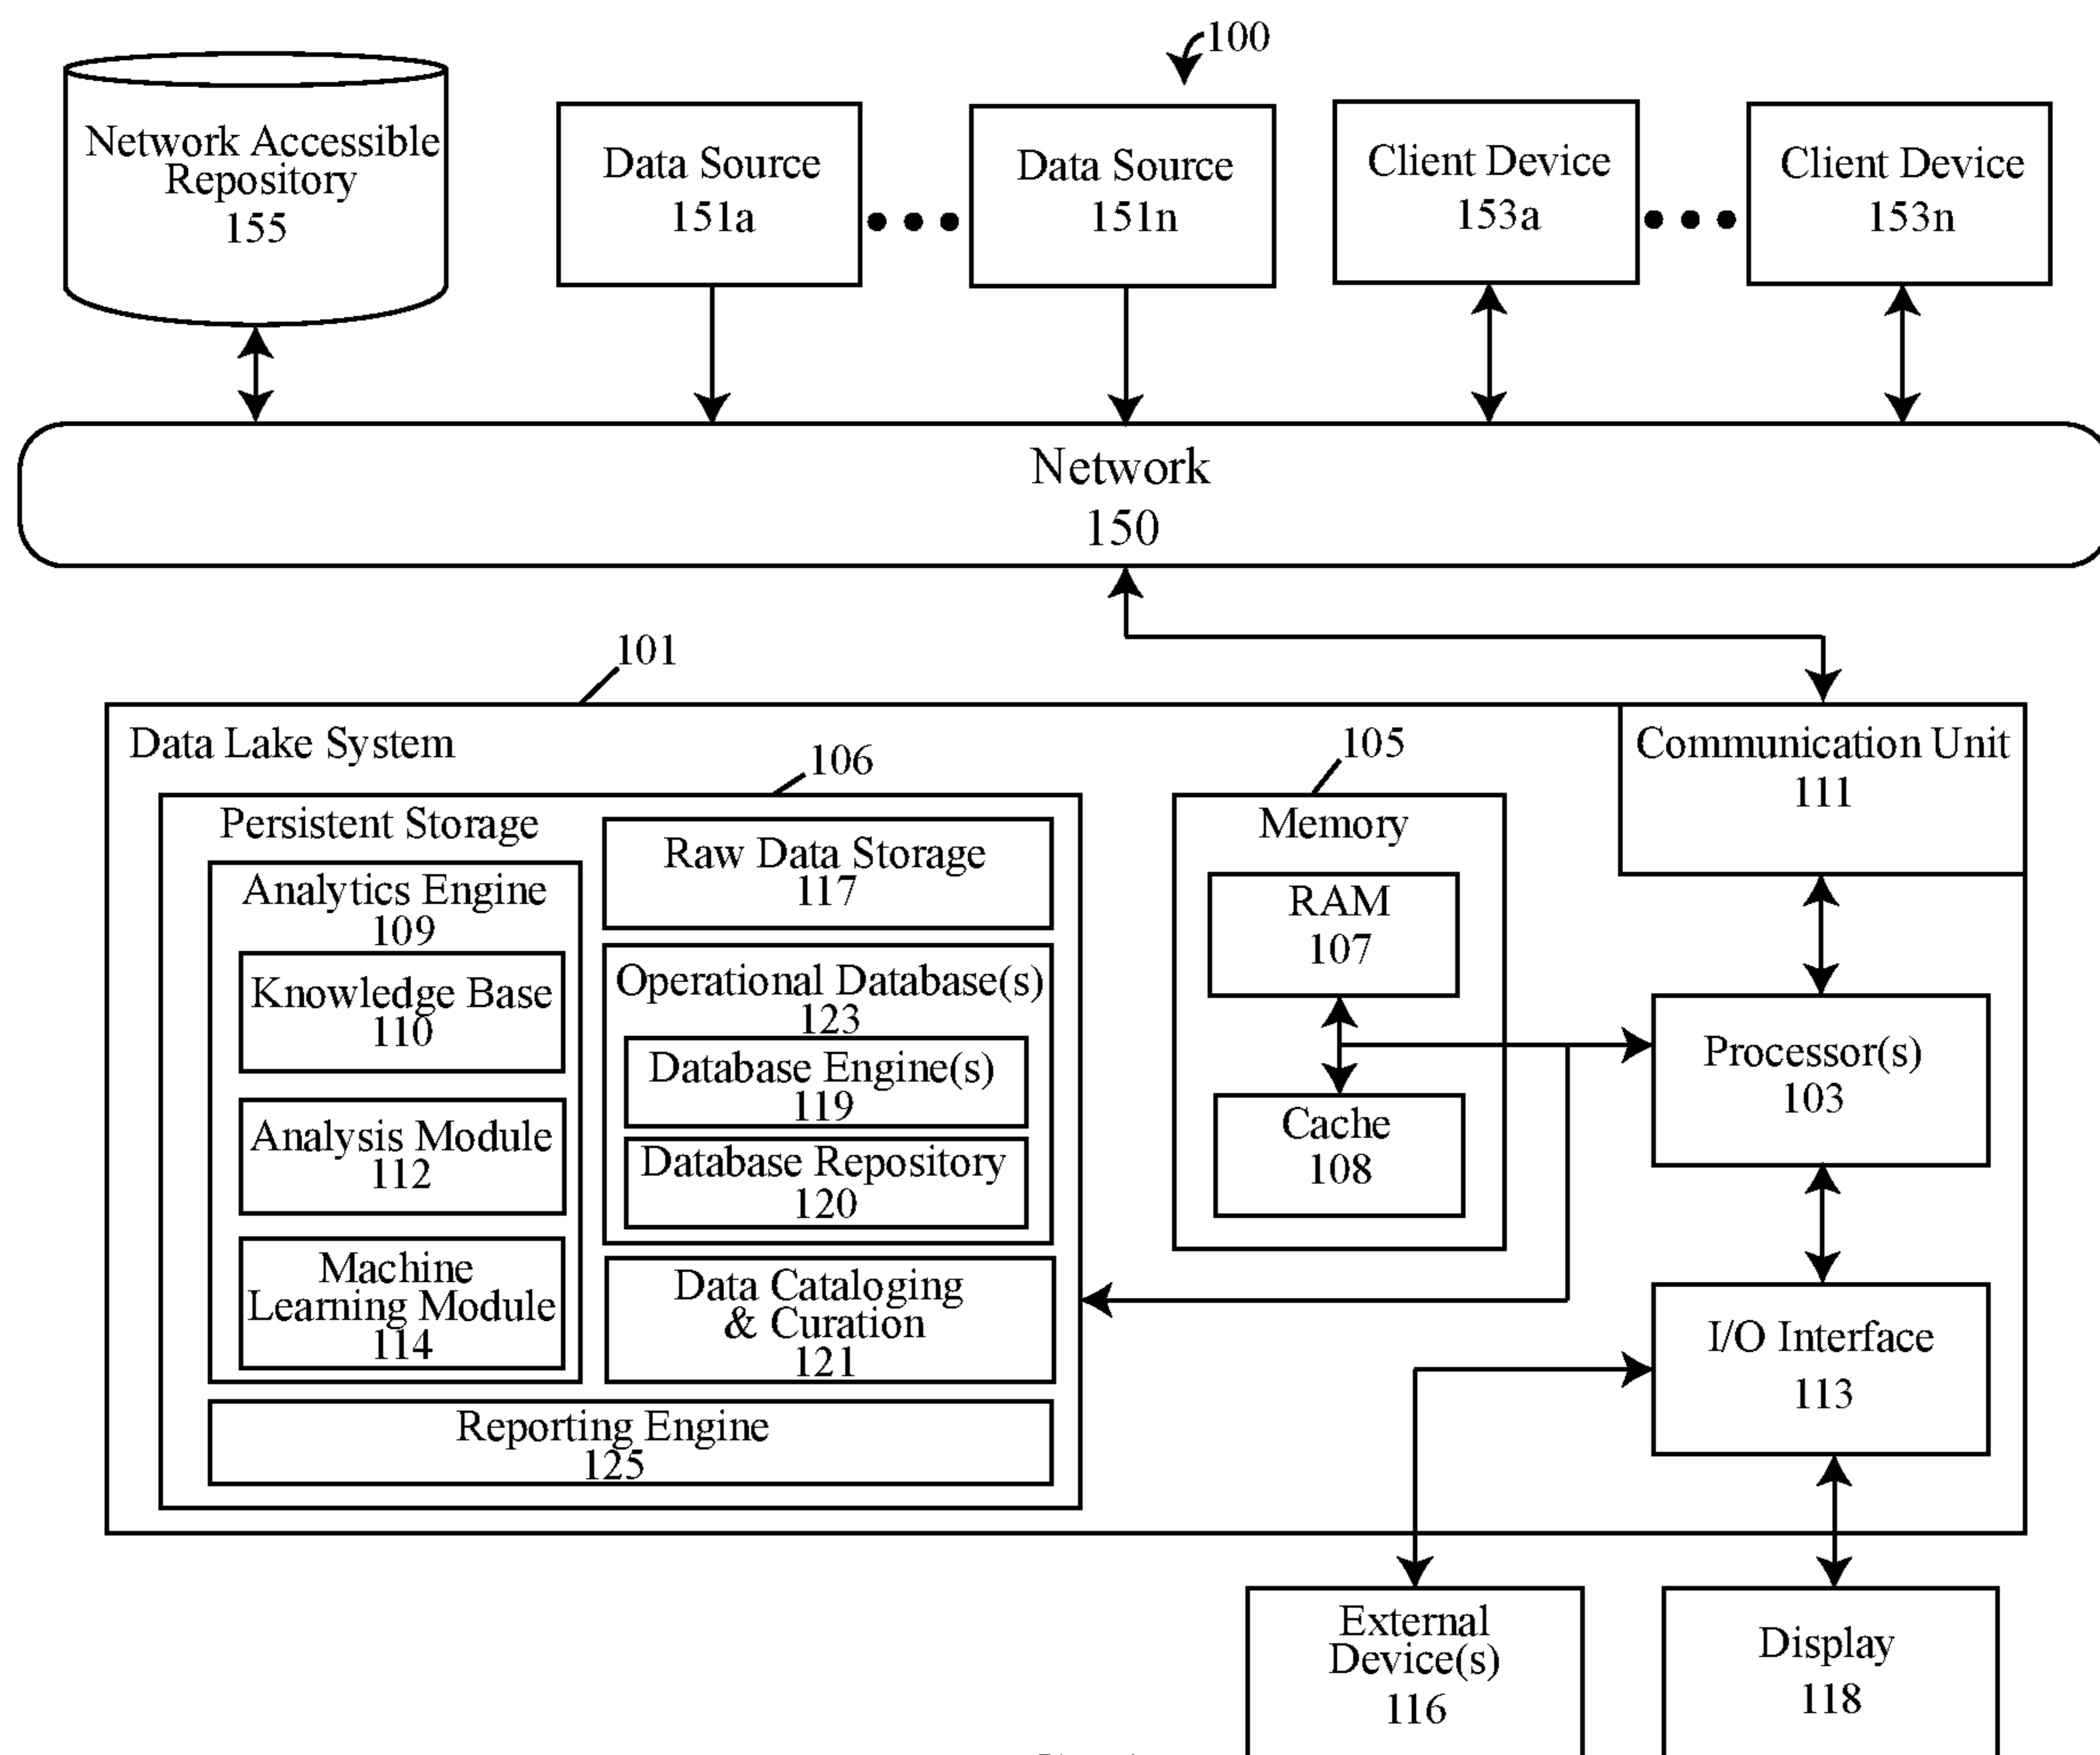 100
Network Accessible
Repository
155
Data Source
151a
Data Source
151n
Client Device
153a
Client Device
153n
Network
150
101
Data Lake System
106
Persistent Storage
Analytics Engine
109
Knowledge Base
110
Analysis Module
112
Machine
Learning Module
114
Raw Data Storage
117
Operational Database(s)
123
Database Engine(s)
119
Database Repository
120
Data Cataloging
& Curation
121
Reporting Engine
125
105
Memory
RAM
107
Cache
108
Communication Unit
111
Processor(s)
103
I/O Interface
113
External
Device(s)
116
Display
118